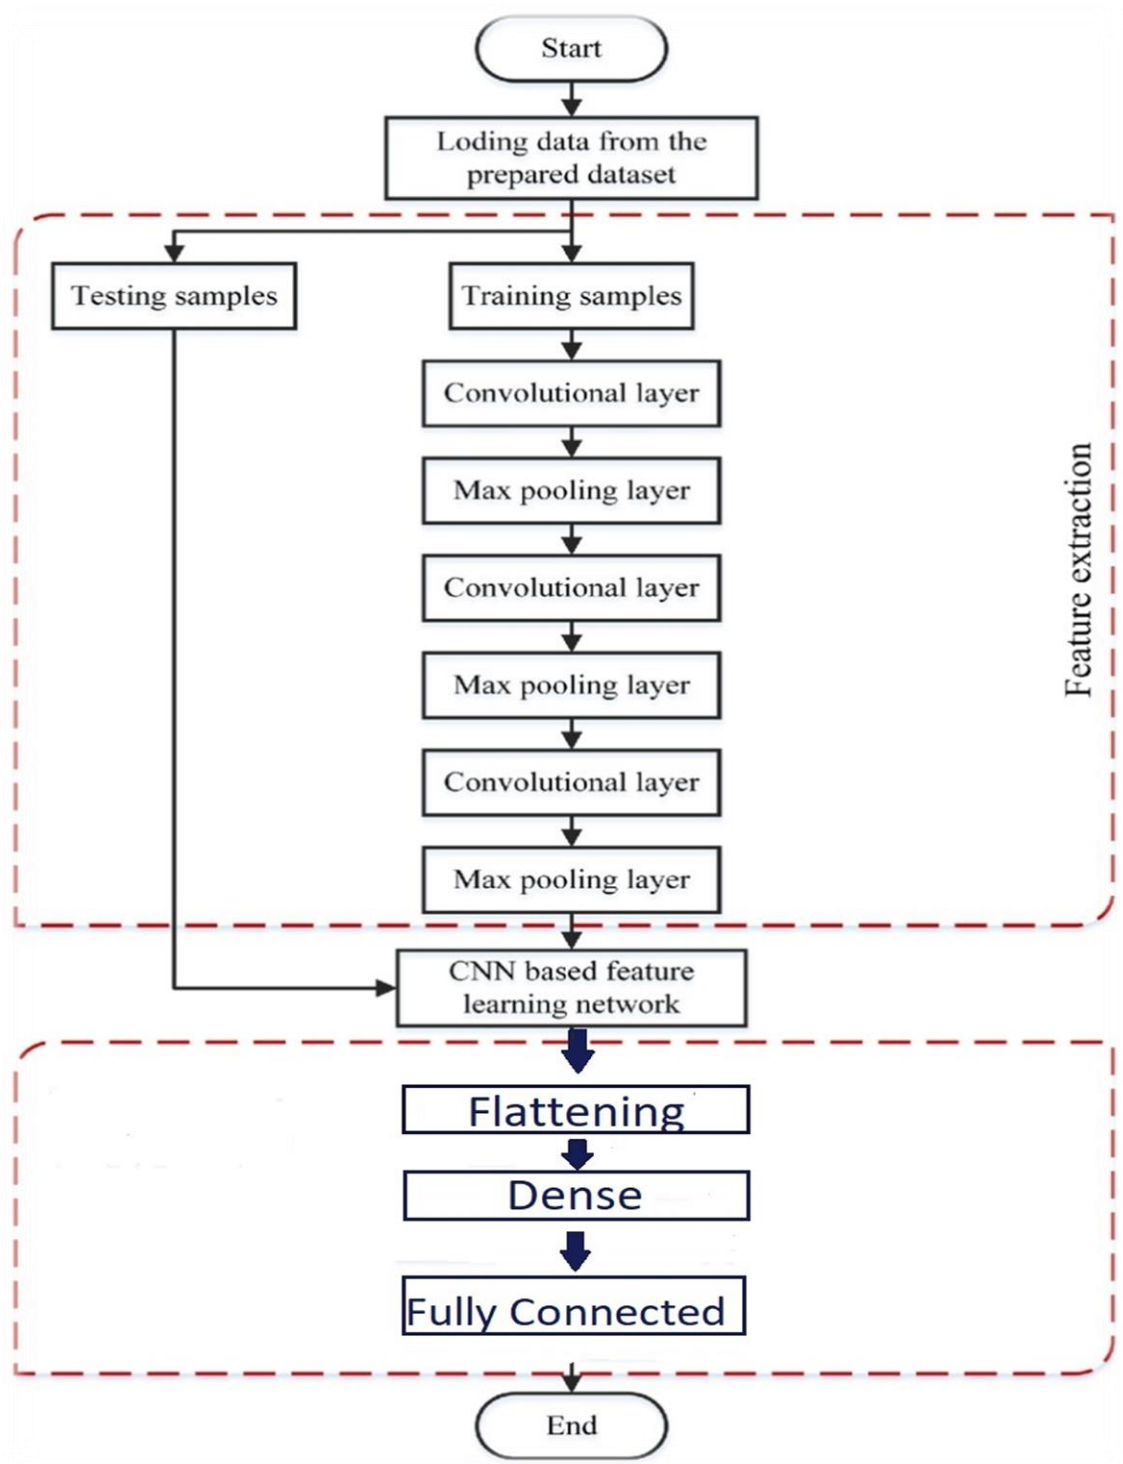 Start
Loding data from the
prepared dataset
Testing samples
Training samples
Convolutional layer
Max pooling layer
Convolutional layer
Max pooling layer
Convolutional layer
Max pooling layer
Feature extraction
CNN based feature
learning network
Flattening
Dense
Fully Connected
End